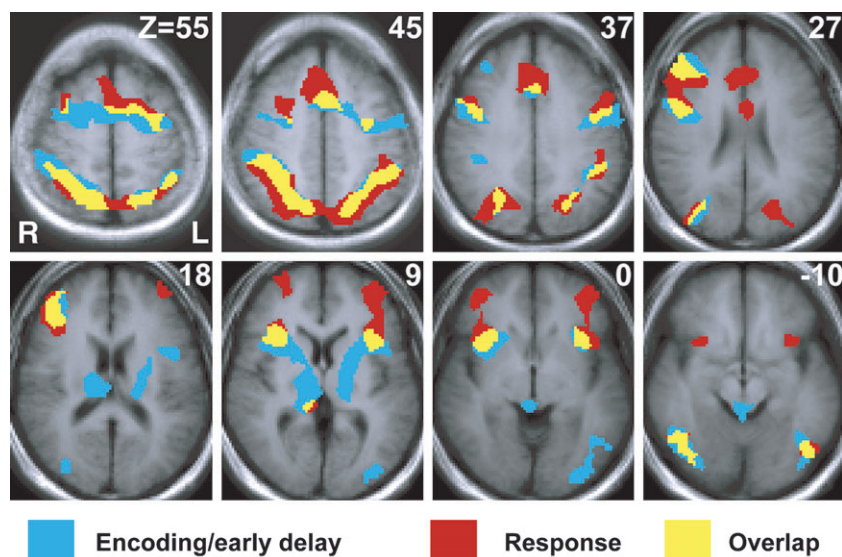 Z=55
45
37
27
R
L
18
9
0
-10
Encoding/early delay
Response
Overlap